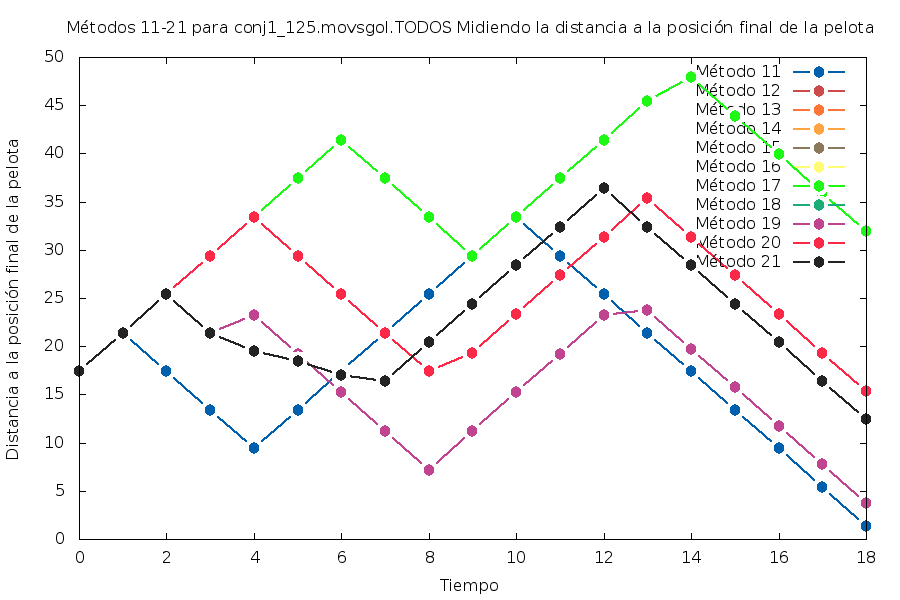 Métodos 11-21 para conj1_125.movsgol.TODOS Midiendo la distancia a la posición final de la pelota
50
45
40
35
30
25
20
15
10
5
0
Distancia a la posición final de la pelota
Método 11
Método 12
Método 13
Método 14
Método 15
Método 16
Método 17
Método 18
Método 19
Método 20
Método 21
0 2 4 6 8 10 12 14 16 18
Tiempo